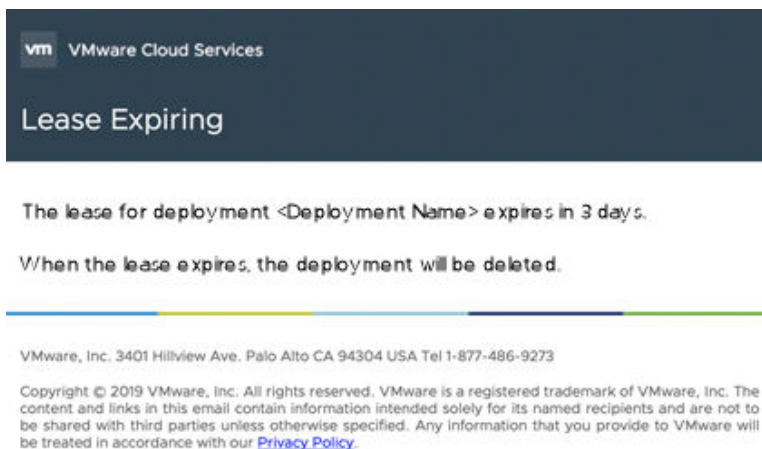 vm VMware Cloud Services
Lease Expiring
The lease for deployment <Deployment Name> expires in 3 days.
When the lease expires, the deployment will be deleted.
VMware, Inc. 3401 Hillview Ave. Palo Alto CA 94304 USA Tel 1-877-486-9273
Copyright © 2019 VMware, Inc. All rights reserved. VMware is a registered trademark of VMware, Inc. The
content and links in this email contain information intended solely for its named recipients and are not to
be shared with third parties unless otherwise specified. Any information that you provide to VMware will
be treated in accordance with our Privacy Policy.